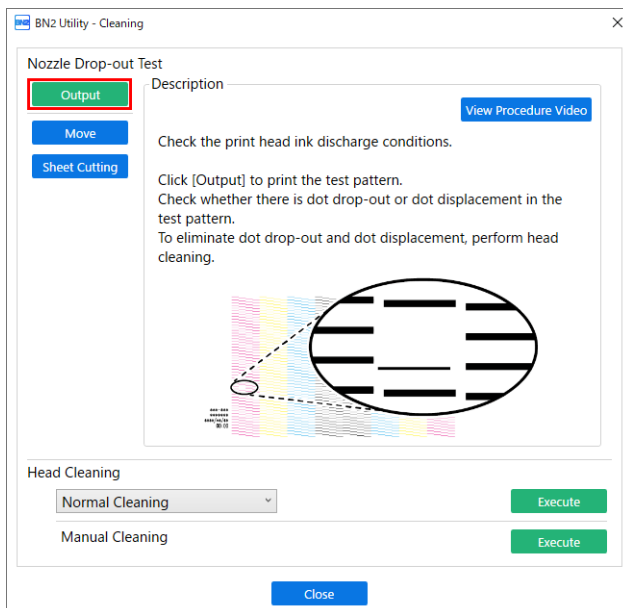 BN2 Utility - Cleaning
Nozzle Drop-out Test
Output
Move
Sheet Cutting
Description
View Procedure Video
Check the print head ink discharge conditions.
Click [Output] to print the test pattern.
Check whether there is dot drop-out or dot displacement in the
test pattern.
To eliminate dot drop-out and dot displacement, perform head
cleaning.
Head Cleaning
Normal Cleaning
Execute
Manual Cleaning
Execute
Close